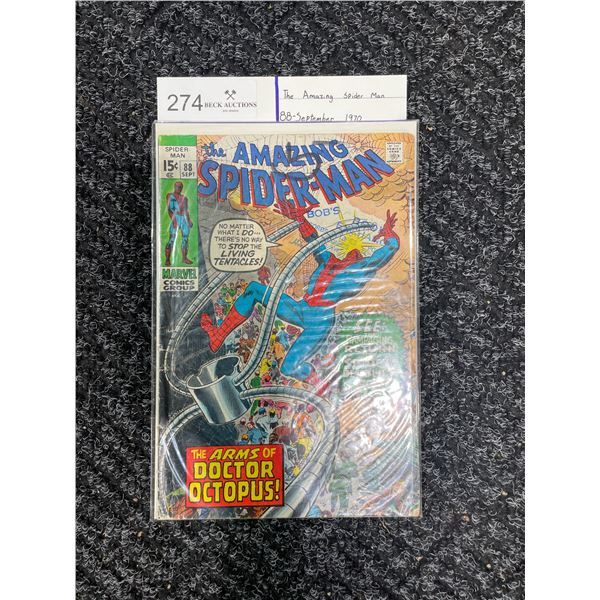 274
BECK AUCTIONS
The Amazing Spider Man
88-September 1970
SPIDER MAN
15¢
CC
88
SEPT
MARVEL
COMICS
GROUP
the AMAZING
SPIDER-MAN
BOB'S
NO MATTER
WHAT I DO---
THERE'S NO WAY
TO STOP THE
LIVING
TENTACLES!
THE ARMS OF
DOCTOR
OCTOPUS!